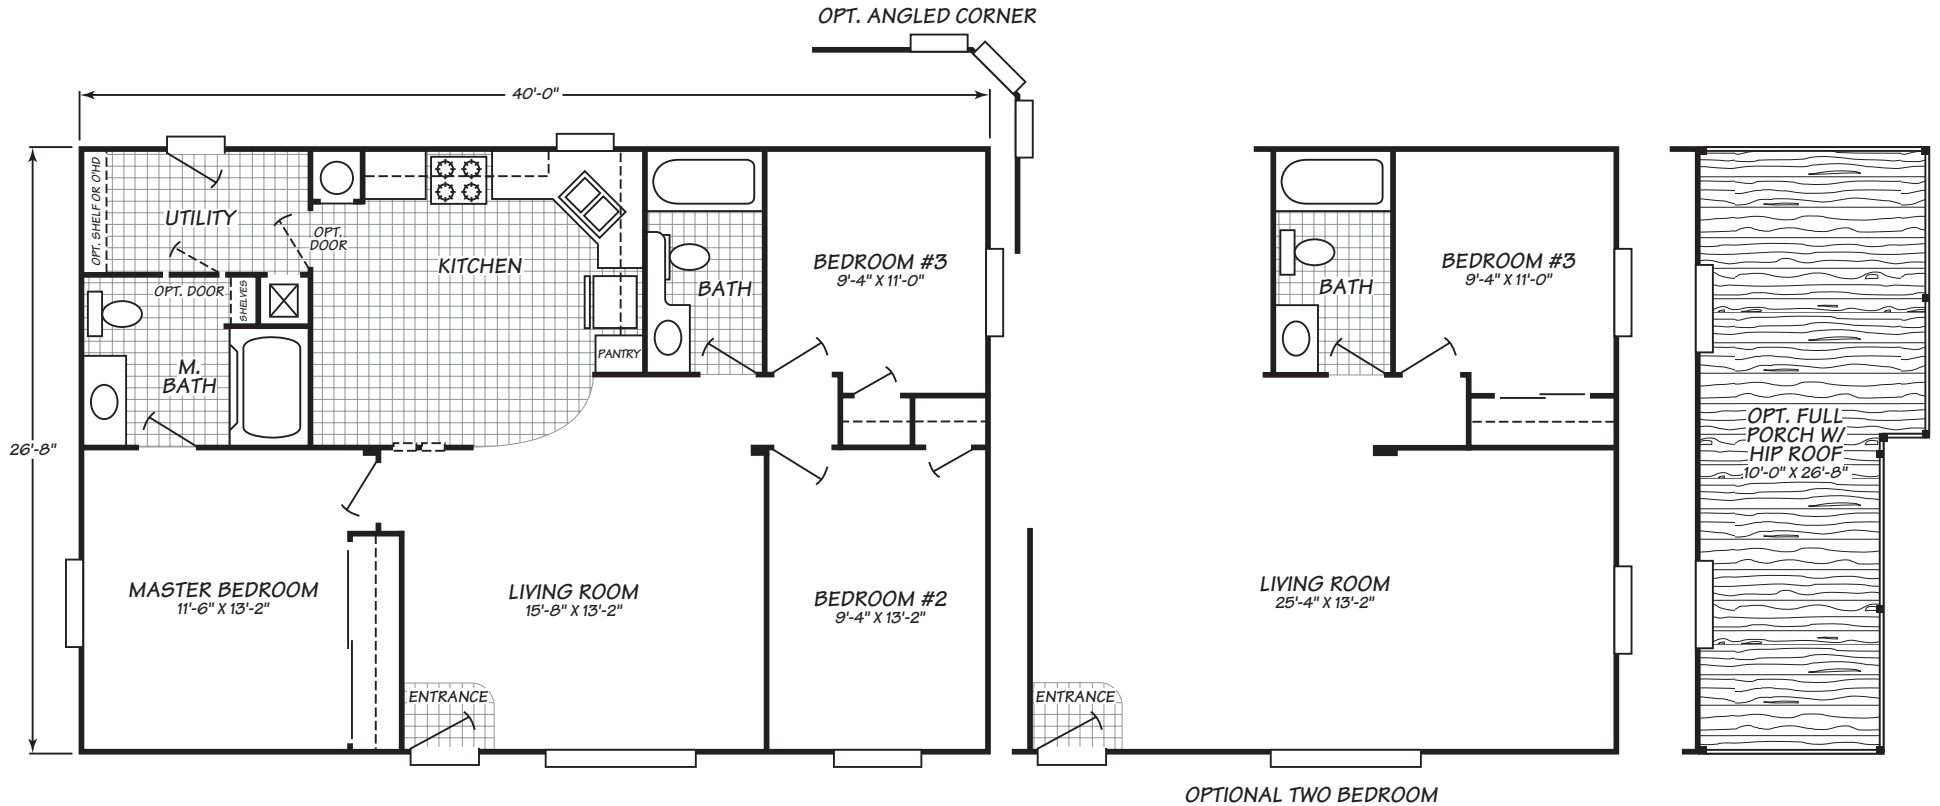 OPT. ANGLED CORNER
40'-0"
26'-8"
OPT. SHELF OR O'HD
UTILITY
OPT.
DOOR
KITCHEN
OPT. DOOR
SHELVES
M.
BATH
PANTRY
BATH
BEDROOM #3
9'-4" X 11'-0"
MASTER BEDROOM
11'-6" X 13'-2"
LIVING ROOM
15'-8" X 13'-2"
BEDROOM #2
9'-4" X 13'-2"
ENTRANCE
BATH
BEDROOM #3
9'-4" X 11'-0"
LIVING ROOM
25'-4" X 13'-2"
ENTRANCE
OPTIONAL TWO BEDROOM
OPT. FULL
PORCH W/
HIP ROOF
10'-0" X 26'-8"